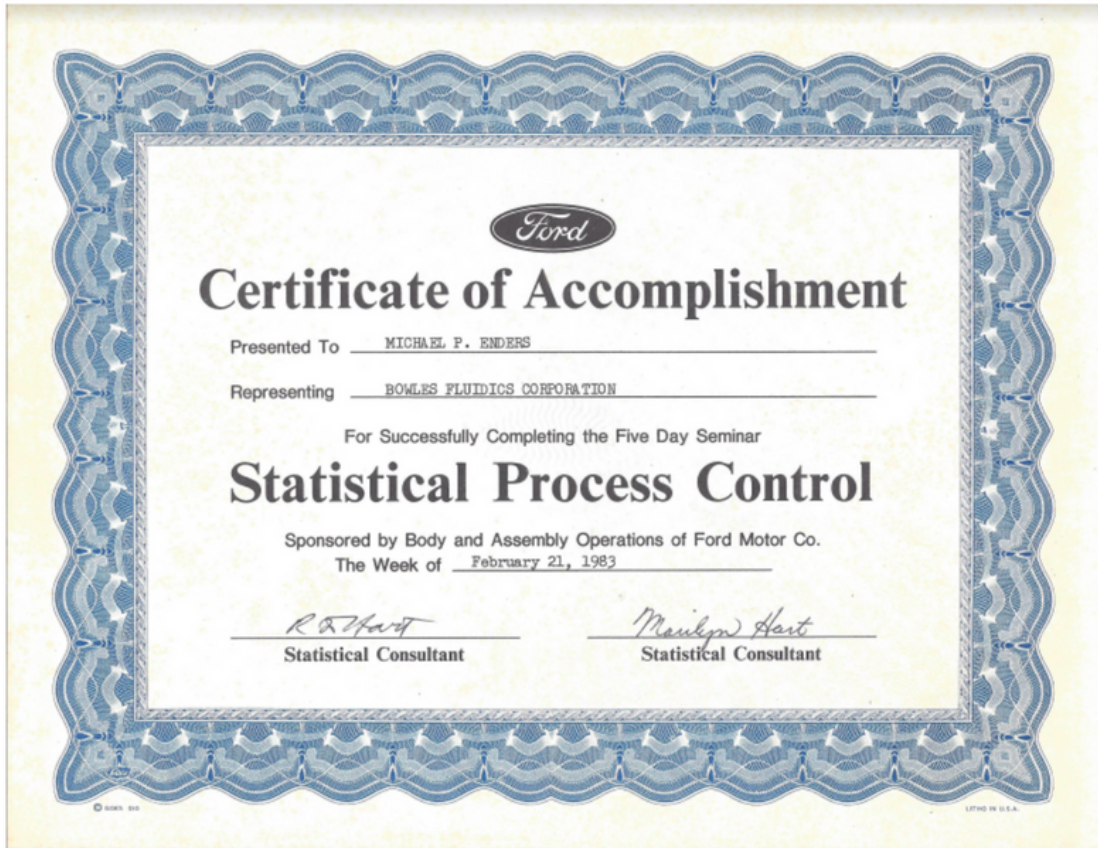 Ford
Certificate of Accomplishment
Presented To MICHAEL P. ENDERS
Representing BOWLES FLUIDICS CORPORATION
For Successfully Completing the Five Day Seminar
Statistical Process Control
Sponsored by Body and Assembly Operations of Ford Motor Co.
The Week of February 21, 1983
Hart Marilyn Hart
Statistical Consultant Statistical Consultant
LITHO IN U.S.A.